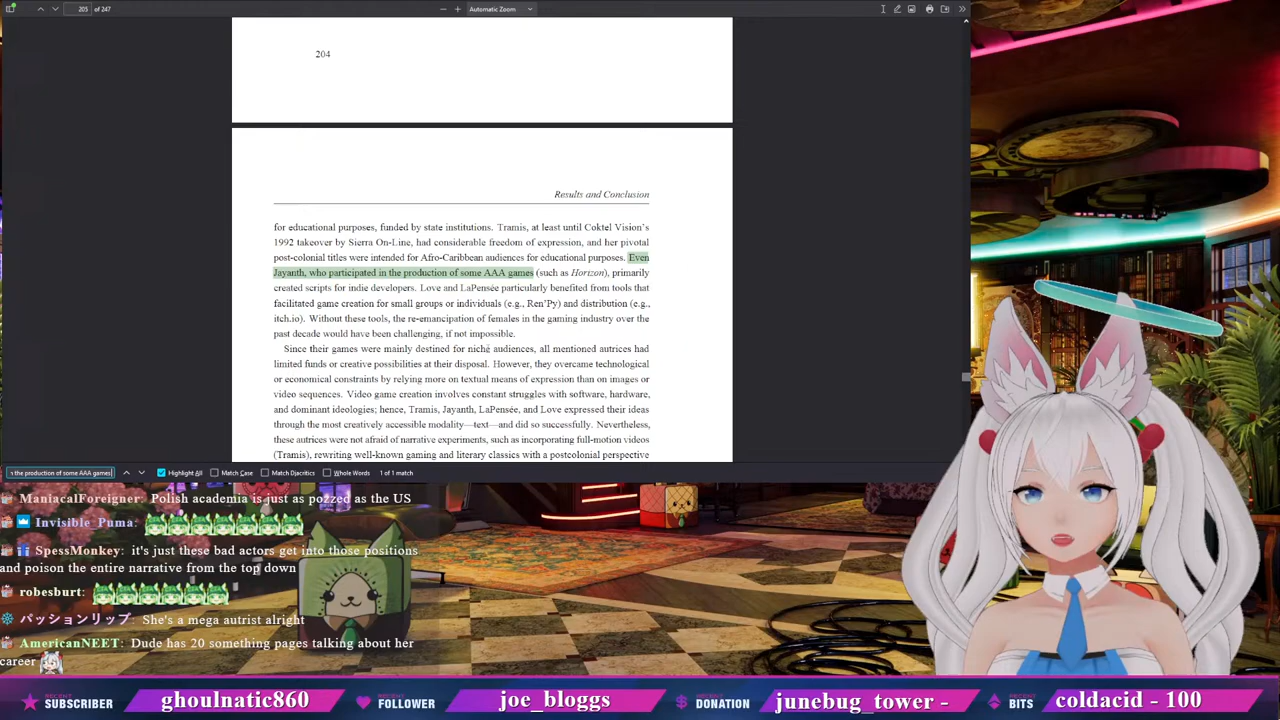 205 of 247
Automatic Zoom
204
Results and Conclusion
for educational purposes, funded by state institutions. Tramis, at least until Coktel Vision's
1992 takeover by Sierra On-Line, had considerable freedom of expression, and her pivotal
post-colonial titles were intended for Afro-Caribbean audiences for educational purposes. Even
Jayanth, who participated in the production of some AAA games (such as Horizon), primarily
created scripts for indie developers. Love and LaPensée particularly benefited from tools that
facilitated game creation for small groups or individuals (e.g., Ren'Py) and distribution (e.g.,
itch.io). Without these tools, the re-emancipation of females in the gaming industry over the
past decade would have been challenging, if not impossible.
Since their games were mainly destined for niche audiences, all mentioned autrices had
limited funds or creative possibilities at their disposal. However, they overcame technological
or economical constraints by relying more on textual means of expression than on images or
video sequences. Video game creation involves constant struggles with software, hardware,
and dominant ideologies; hence, Tramis, Jayanth, LaPensée, and Love expressed their ideas
through the most creatively accessible modality—text—and did so successfully. Nevertheless,
these autrices were not afraid of narrative experiments, such as incorporating full-motion videos
(Tramis), rewriting well-known gaming and literary classics with a postcolonial perspective
n the production of some AAA games
Highlight All
Match Case
Match Diacritics
Whole Words
1 of 1 match
ManiacalForeigner: Polish academia is just as pozzed as the US
Invisible_Puma:
SpessMonkey: it's just these bad actors get into those positions
and poison the entire narrative from the top down
robesburt:
パッションリップ: She's a mega autrist alright
AmericanNEET: Dude has 20 something pages talking about her
career
RECENT SUBSCRIBER
ghoulnatic860
RECENT FOLLOWER
joe_bloggs
RECENT DONATION
junebug_tower -
RECENT BITS
coldacid - 100